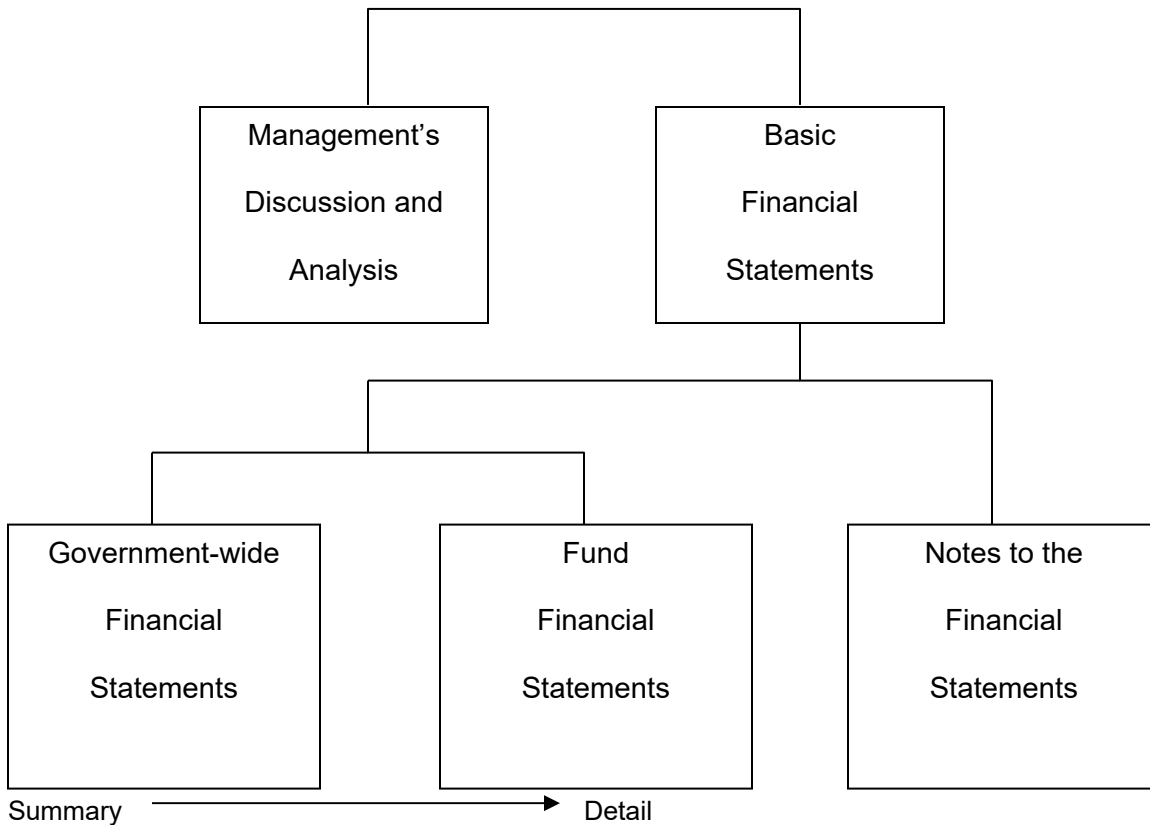 Management’s
Discussion and
Analysis
Basic
Financial
Statements
Government-wide
Financial
Statements
Fund
Financial
Statements
Notes to the
Financial
Statements
Summary
Detail